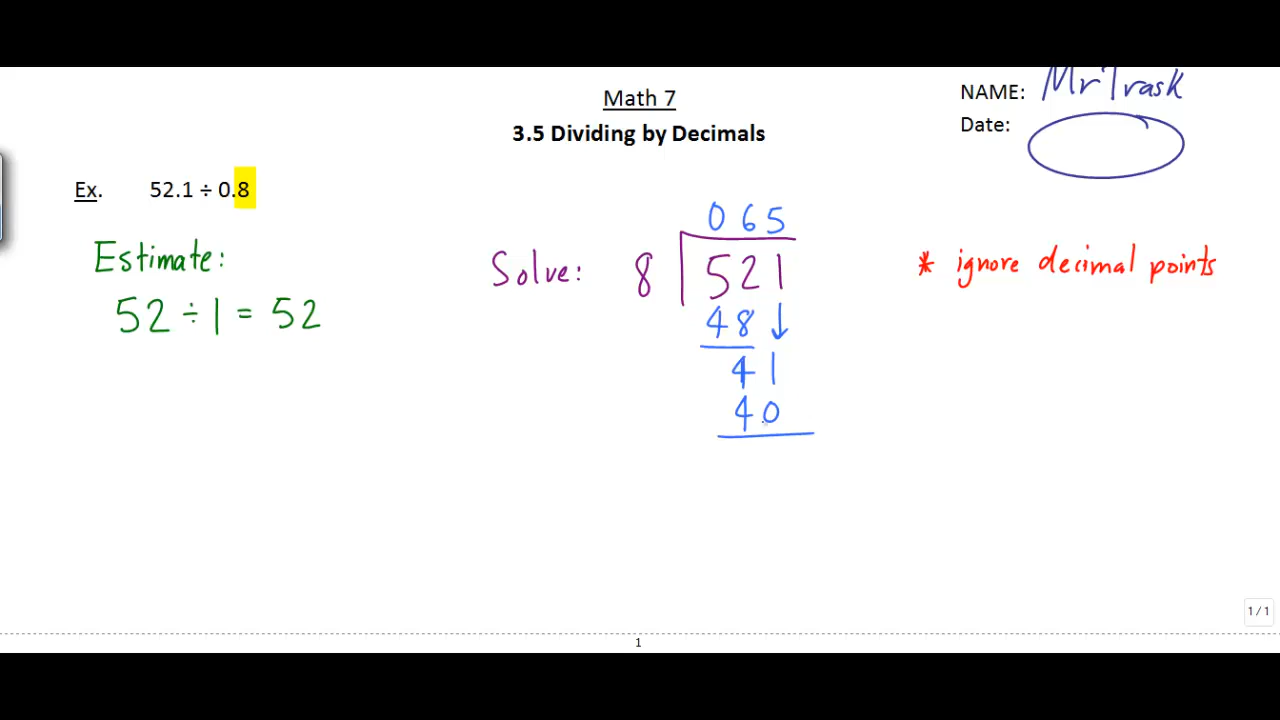 Math 7
NAME: Mr Trask
3.5 Dividing by Decimals
Date:
Ex. 52.1 ÷ 0.8
Estimate:
52 ÷ 1 = 52
Solve:
065
8 521
48↓
41
40
* ignore decimal points
1 / 1
1